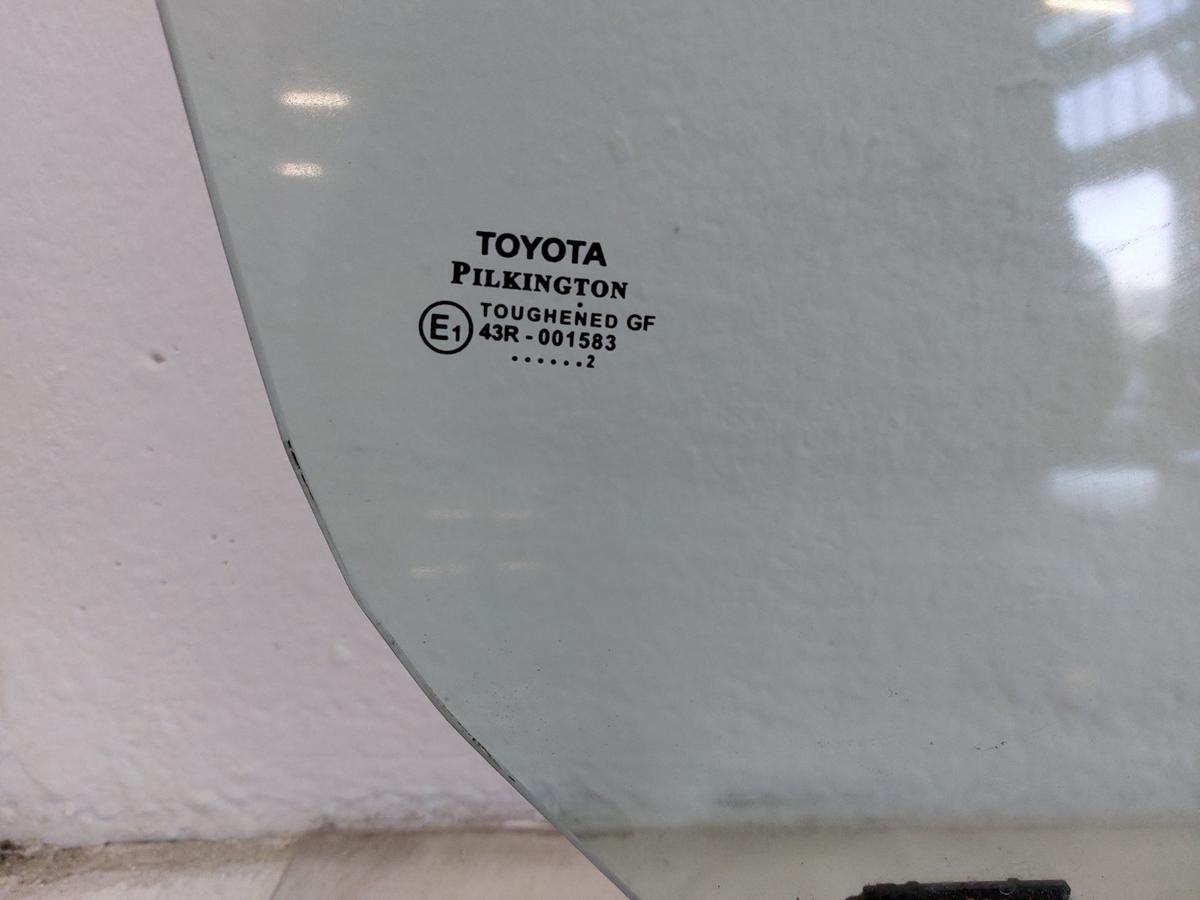 TOYOTA
PILKINGTON
TOUGHENED GF
E1 43R-001583
......2